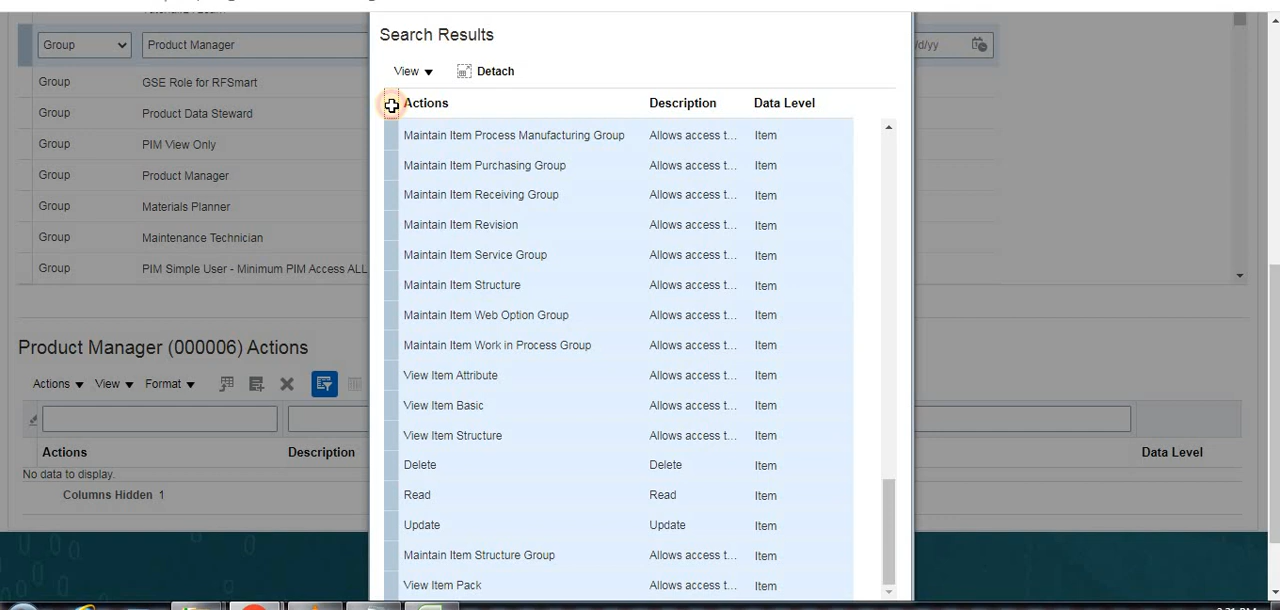 Search Results
View Detach
Actions Description Data Level
Maintain Item Process Manufacturing Group Allows access t... Item
Maintain Item Purchasing Group Allows access t... Item
Maintain Item Receiving Group Allows access t... Item
Maintain Item Revision Allows access t... Item
Maintain Item Service Group Allows access t... Item
Maintain Item Structure Allows access t... Item
Maintain Item Web Option Group Allows access t... Item
Maintain Item Work in Process Group Allows access t... Item
View Item Attribute Allows access t... Item
View Item Basic Allows access t... Item
View Item Structure Allows access t... Item
Delete Delete Item
Read Read Item
Update Update Item
Maintain Item Structure Group Allows access t... Item
View Item Pack Allows access t... Item
Group Product Manager d/yy
Group GSE Role for RFSmart
Group Product Data Steward
Group PIM View Only
Group Product Manager
Group Materials Planner
Group Maintenance Technician
Group PIM Simple User - Minimum PIM Access ALL
Product Manager (000006) Actions
Actions View Format
Actions Description Data Level
No data to display.
Columns Hidden 1